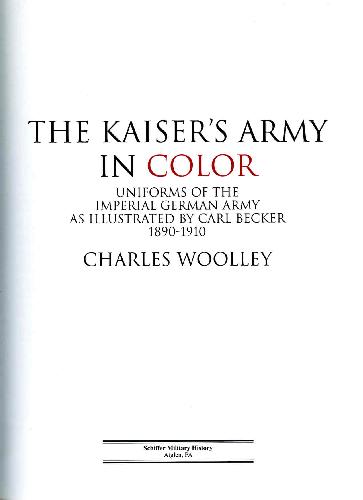 THE KAISER'S ARMY
IN COLOR
UNIFORMS OF THE
IMPERIAL GERMAN ARMY
AS ILLUSTRATED BY CARL BECKER
1890-1910
CHARLES WOOLLEY
Schiffer Military History
Atglen, PA